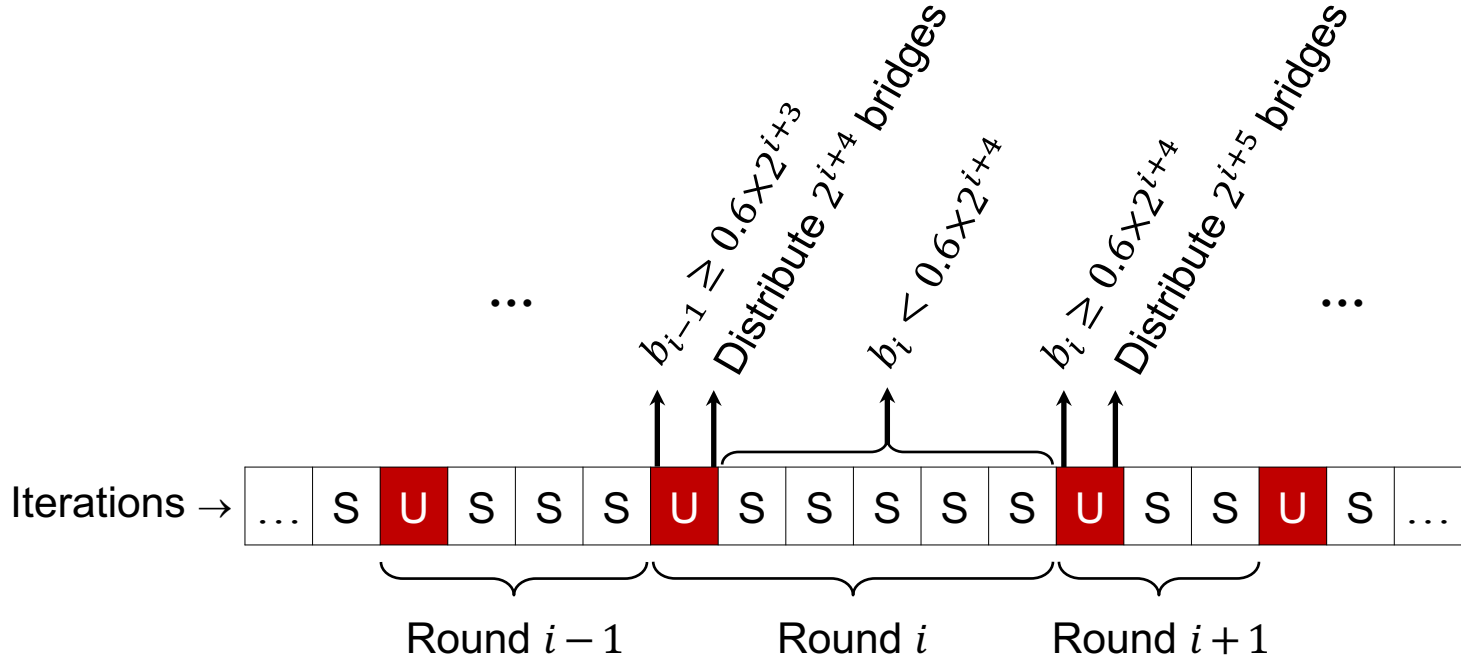 b_{i−1} ≥ 0.6×2^{i+3}
Distribute 2^{i+4} bridges
b_i < 0.6×2^{i+4}
b_i ≥ 0.6×2^{i+4}
Distribute 2^{i+5} bridges
... ...
Iterations → ... S U S S S U S S S S S U S S U S ...
Round i−1 Round i Round i+1